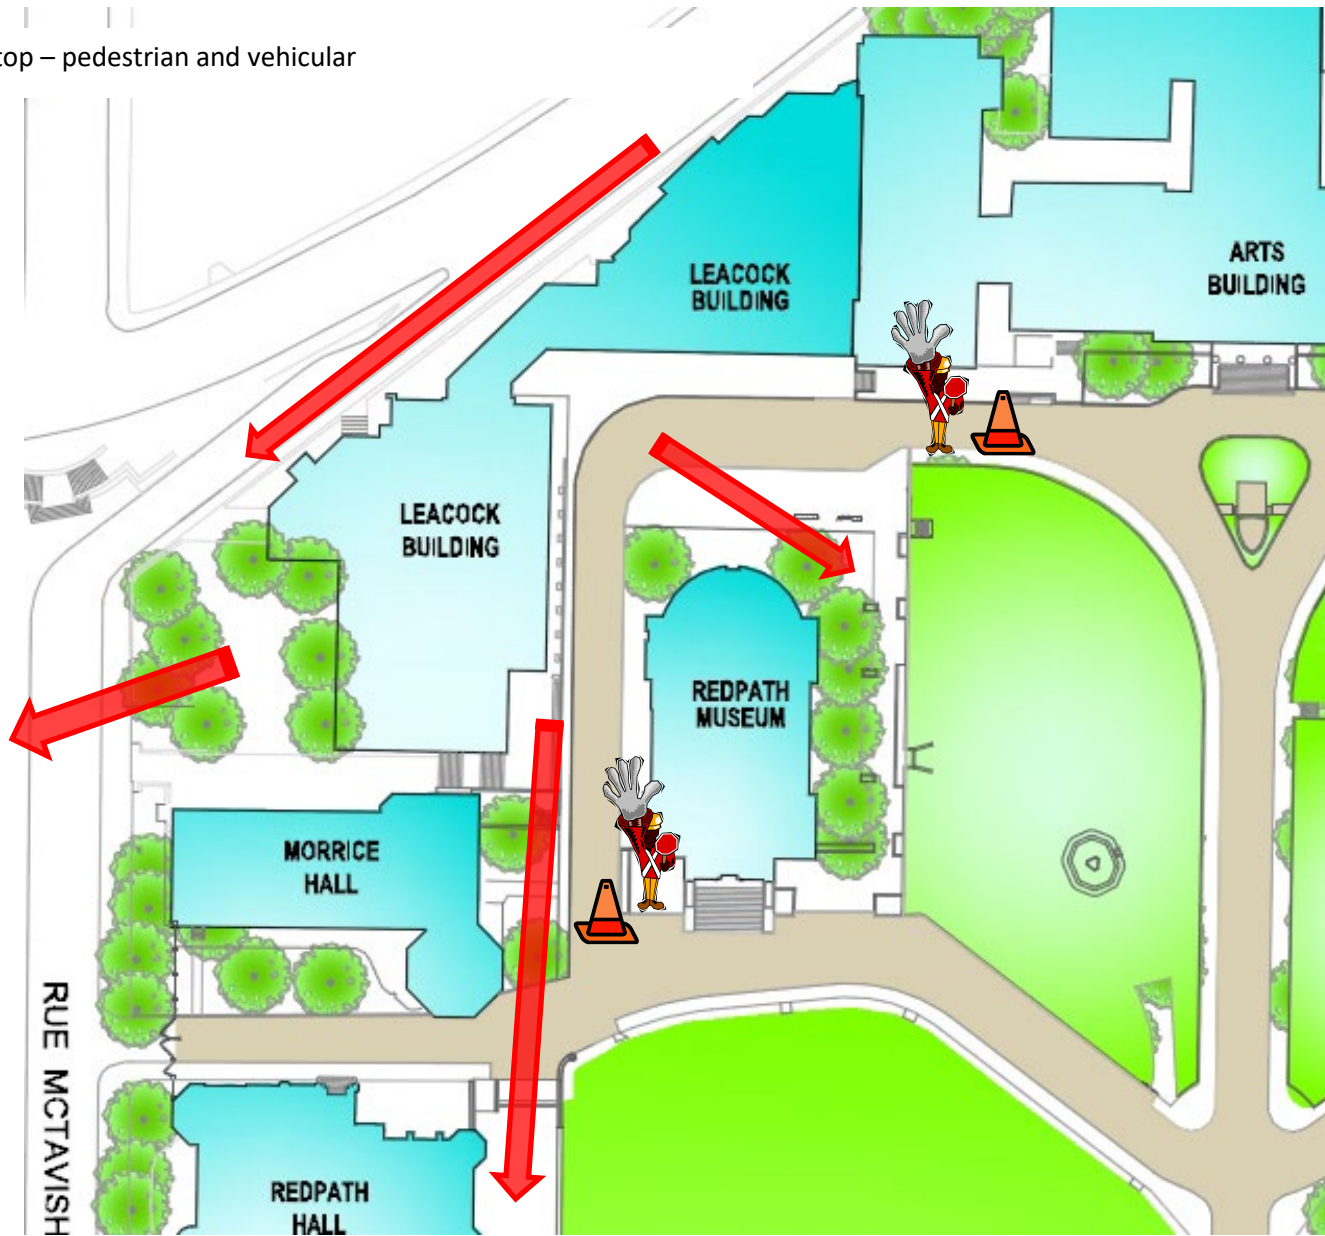 top – pedestrian and vehicular
ARTS
BUILDING
LEACOCK
BUILDING
LEACOCK
BUILDING
REDPATH
MUSEUM
MORRICE
HALL
RUE MCTAVISH
REDPATH
HALL